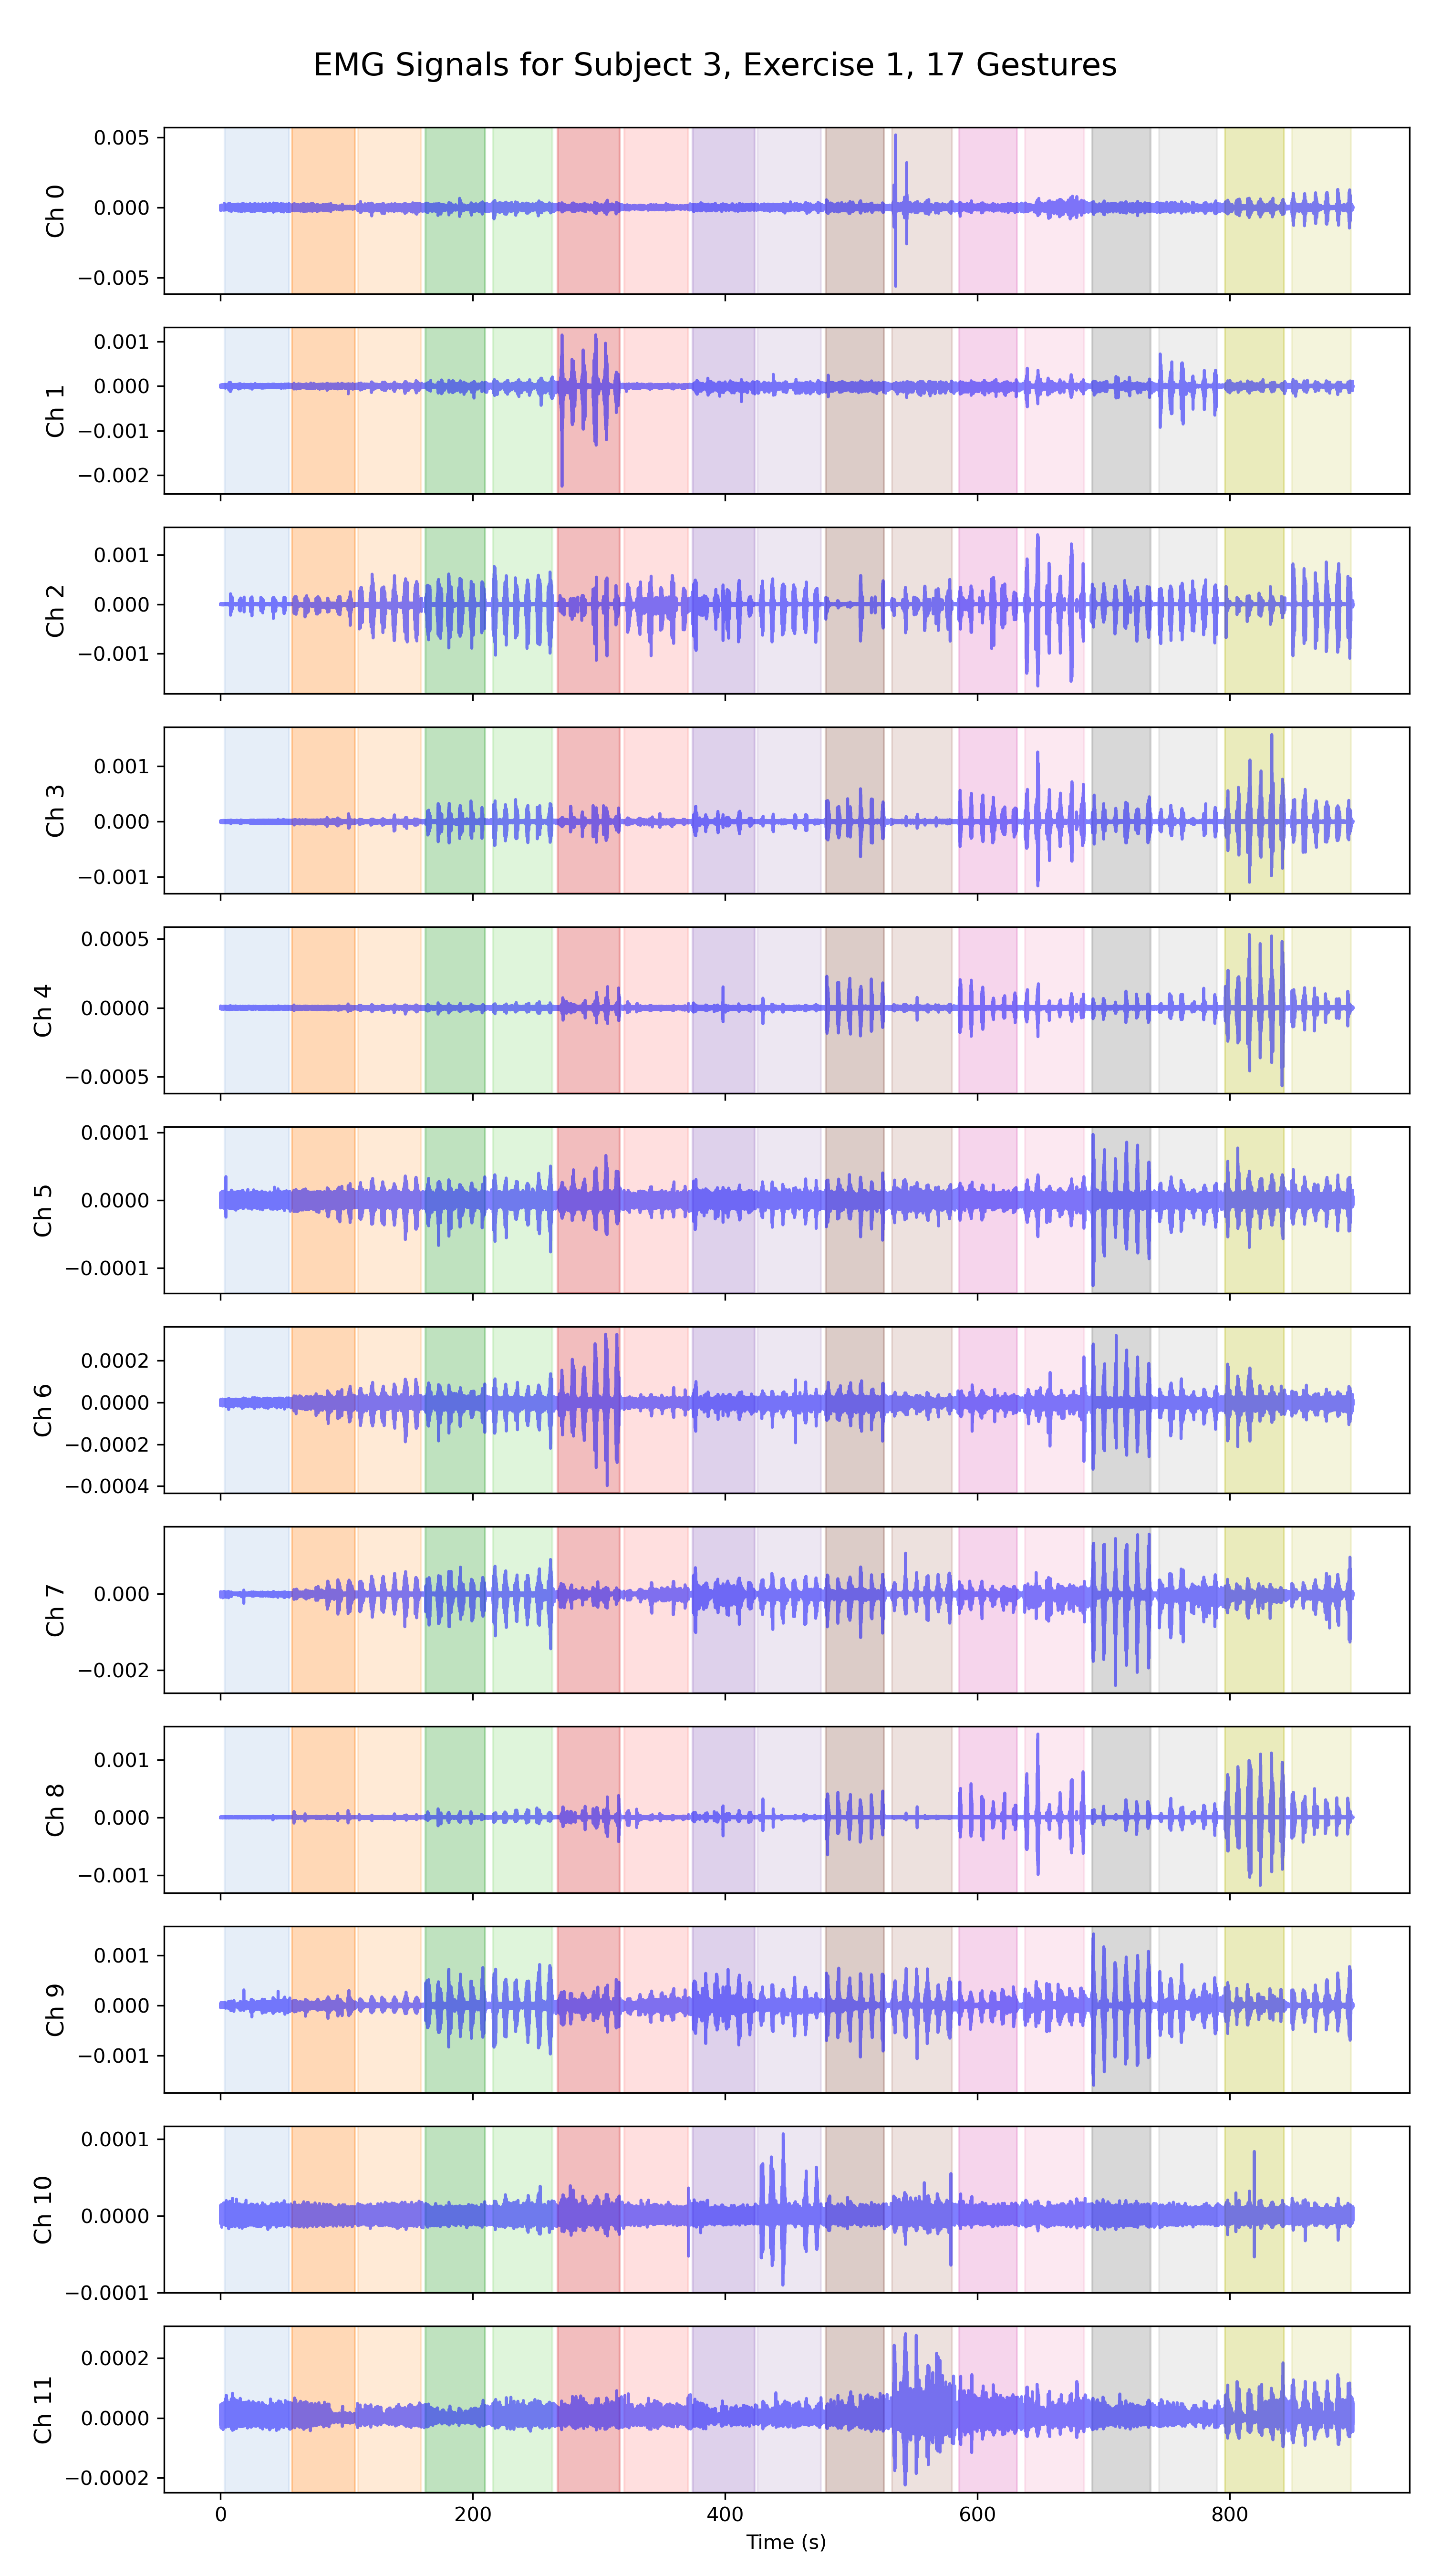 EMG Signals for Subject 3, Exercise 1, 17 Gestures
Ch 0
0.005
0.000
−0.005
Ch 1
0.001
0.000
−0.001
−0.002
Ch 2
0.001
0.000
−0.001
Ch 3
0.001
0.000
−0.001
Ch 4
0.0005
0.0000
−0.0005
Ch 5
0.0001
0.0000
−0.0001
Ch 6
0.0002
0.0000
−0.0002
−0.0004
Ch 7
0.000
−0.002
Ch 8
0.001
0.000
−0.001
Ch 9
0.001
0.000
−0.001
Ch 10
0.0001
0.0000
−0.0001
Ch 11
0.0002
0.0000
−0.0002
0 200 400 600 800
Time (s)